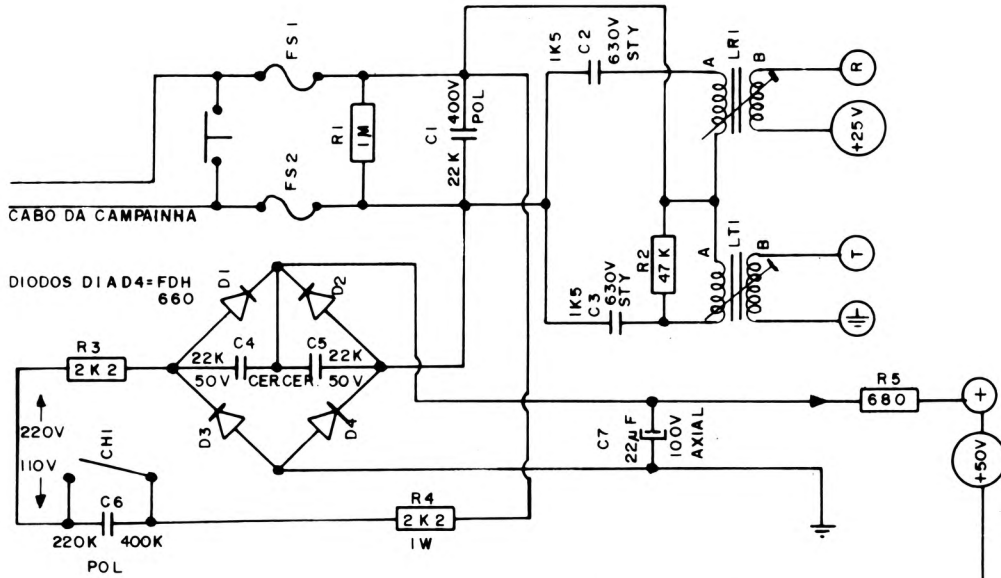 FS1
R1
1M
C1
22K
400V
POL
FS2
CABO DA CAMPAINHA
1K5
C2
630V
STY
A
LR1
B
R
+25V
R2
47K
A
LT1
B
T
1K5
C3
630V
STY
DIODOS D1 A D4=FDH
660
D1
D2
C4
C5
22K
22K
50V
CER.
CER.
50V
D3
D4
R3
2K2
220V
110V
CH1
C6
220K
400K
POL
R4
2K2
1W
C7
22µF
100V
AXIAL
R5
680
+
+50V